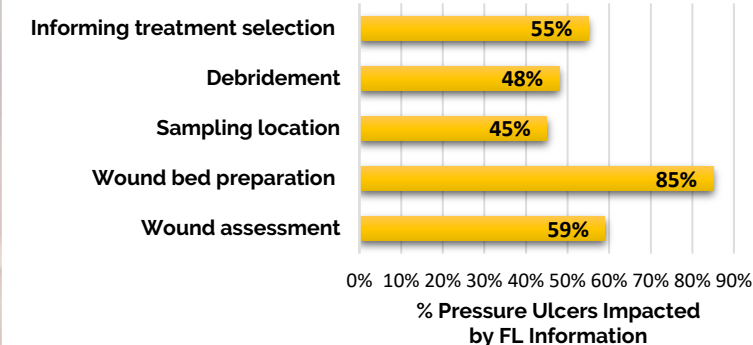 Informing treatment selection 55%
Debridement 48%
Sampling location 45%
Wound bed preparation 85%
Wound assessment 59%
0% 10% 20% 30% 40% 50% 60% 70% 80% 90%
% Pressure Ulcers Impacted
by FL Information